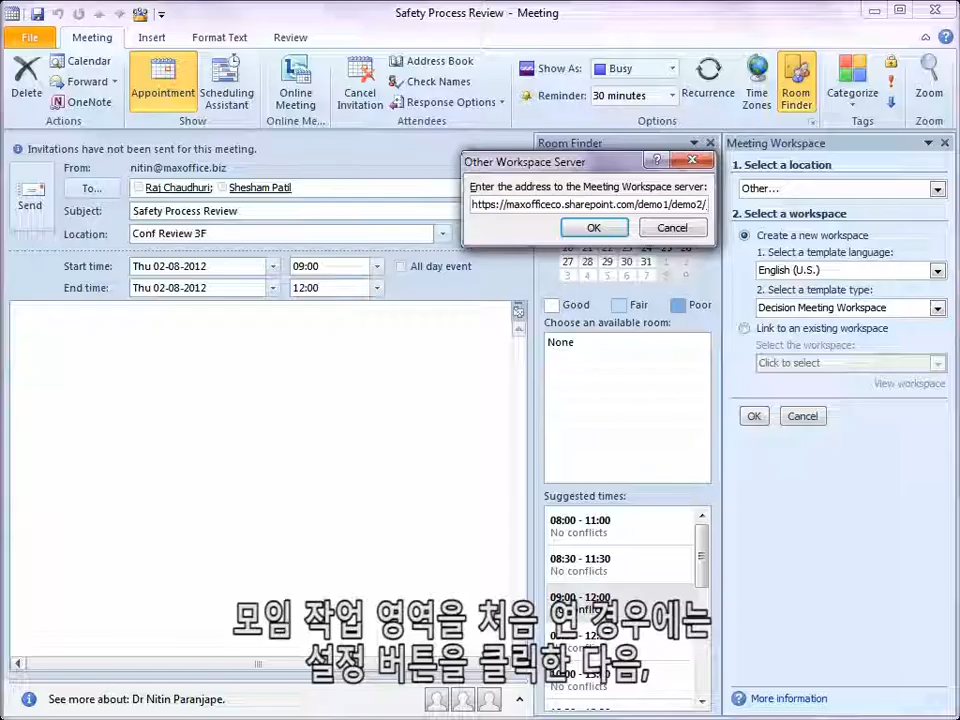 Safety Process Review - Meeting
File
Meeting
Insert
Format Text
Review
Delete
Calendar
Forward
OneNote
Actions
Appointment
Scheduling Assistant
Show
Online Meeting
Online Me...
Cancel Invitation
Address Book
Check Names
Response Options
Attendees
Show As:
Busy
Reminder:
30 minutes
Recurrence
Time Zones
Room Finder
Options
Categorize
Tags
Zoom
Zoom
Invitations have not been sent for this meeting.
From:
nitin@maxoffice.biz
To...
Raj Chaudhuri; Shesham Patil
Send
Subject:
Safety Process Review
Location:
Conf Review 3F
Start time:
Thu 02-08-2012
09:00
All day event
End time:
Thu 02-08-2012
12:00
Room Finder
Other Workspace Server
Enter the address to the Meeting Workspace server:
https://maxofficeco.sharepoint.com/demo1/demo2/_
OK
Cancel
27 28 29 30 31 1
3 4 5 6 7
Good
Fair
Poor
Choose an available room:
None
Suggested times:
08:00 - 11:00
No conflicts
08:30 - 11:30
No conflicts
09:00 - 12:00
Meeting Workspace
1. Select a location
Other...
2. Select a workspace
Create a new workspace
1. Select a template language:
English (U.S.)
2. Select a template type:
Decision Meeting Workspace
Link to an existing workspace
Select the workspace:
Click to select
View workspace
OK
Cancel
모임 작업 영역을 처음 연 경우에는
설정 버튼을 클릭한 다음,
See more about: Dr Nitin Paranjape.
More information